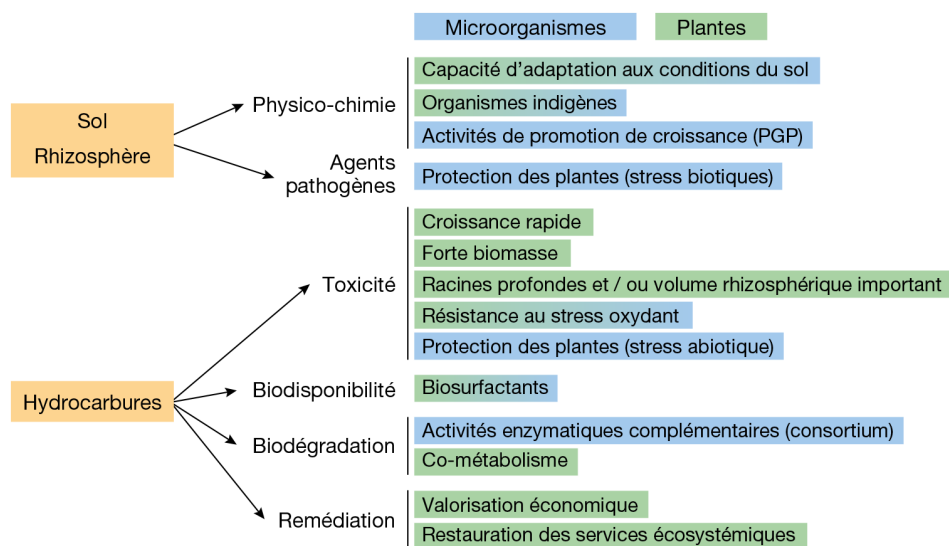 Microorganismes
Plantes
Sol
Rhizosphère
Physico-chimie
Capacité d’adaptation aux conditions du sol
Organismes indigènes
Activités de promotion de croissance (PGP)
Agents
pathogènes
Protection des plantes (stress biotiques)
Hydrocarbures
Toxicité
Croissance rapide
Forte biomasse
Racines profondes et / ou volume rhizosphérique important
Résistance au stress oxydant
Protection des plantes (stress abiotique)
Biodisponibilité
Biosurfactants
Biodégradation
Activités enzymatiques complémentaires (consortium)
Co-métabolisme
Remédiation
Valorisation économique
Restauration des services écosystémiques